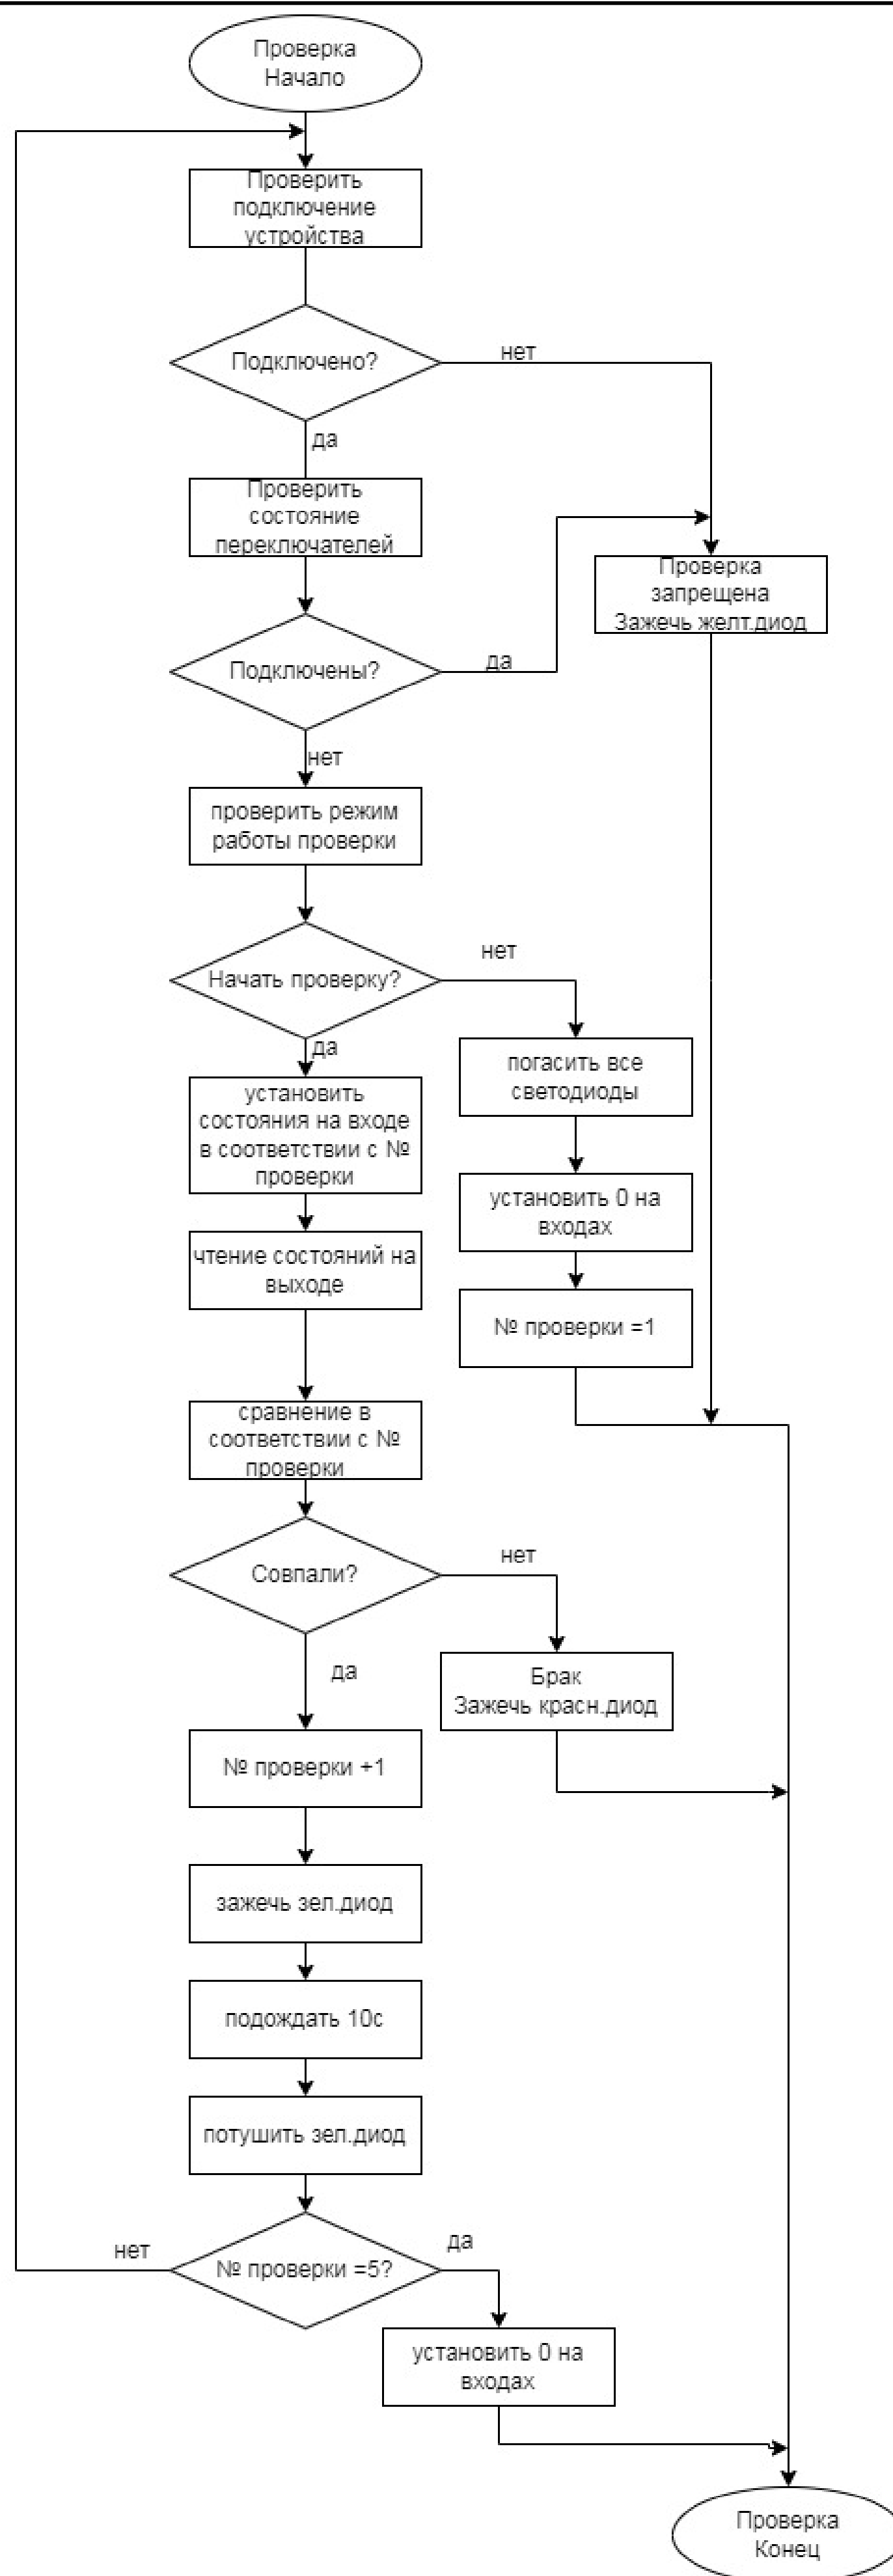 Проверка
Начало
Проверить
подключение
устройства
Подключено?
нет
да
Проверить
состояние
переключателей
Проверка
запрещена
Зажечь желт.диод
Подключены?
да
нет
проверить режим
работы проверки
Начать проверку?
нет
да
погасить все
светодиоды
установить
состояния на входе
в соответствии с №
проверки
установить 0 на
входах
чтение состояний на
выходе
№ проверки =1
сравнение в
соответствии с №
проверки
Совпали?
нет
да
Брак
Зажечь красн.диод
№ проверки +1
зажечь зел.диод
подождать 10с
потушить зел.диод
№ проверки =5?
нет
да
установить 0 на
входах
Проверка
Конец